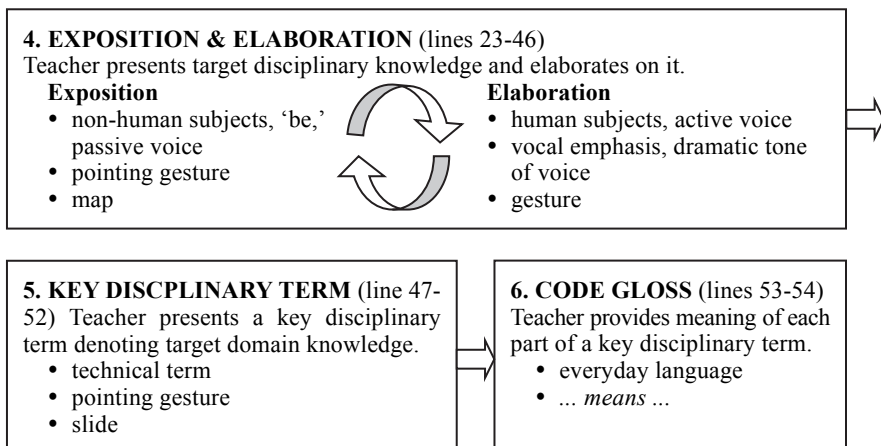 4. EXPOSITION & ELABORATION (lines 23-46)
Teacher presents target disciplinary knowledge and elaborates on it.
Exposition
• non-human subjects, ‘be,’
passive voice
• pointing gesture
• map
Elaboration
• human subjects, active voice
• vocal emphasis, dramatic tone
of voice
• gesture
5. KEY DISCPLINARY TERM (line 47-
52) Teacher presents a key disciplinary
term denoting target domain knowledge.
• technical term
• pointing gesture
• slide
6. CODE GLOSS (lines 53-54)
Teacher provides meaning of each
part of a key disciplinary term.
• everyday language
• ... means ...